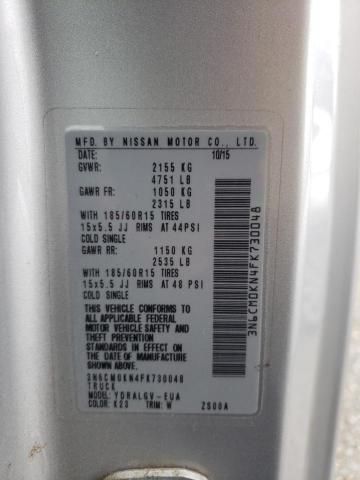 MFD. BY NISSAN MOTOR CO., LTD.
DATE: 10/15
GVWR: 2155 KG
4751 LB
GAWR FR: 1050 KG
2315 LB
WITH 185/60R15 TIRES
15x5.5 JJ RIMS AT 44PSI
COLD SINGLE
GAWR RR: 1150 KG
2535 LB
WITH 185/60R15 TIRES
15x5.5 JJ RIMS AT 48 PSI
COLD SINGLE
THIS VEHICLE CONFORMS TO
ALL APPLICABLE FEDERAL
MOTOR VEHICLE SAFETY
AND THEFT PREVENTION
STANDARDS IN EFFECT ON
THE DATE OF MANUFACTURE
SHOWN ABOVE.
3N6CM0KN4FK730048
TRUCK
MODEL: YDRALGV-EUA
COLOR: K23 TRIM: W ZS00A
3N6CM0KN4FK730048